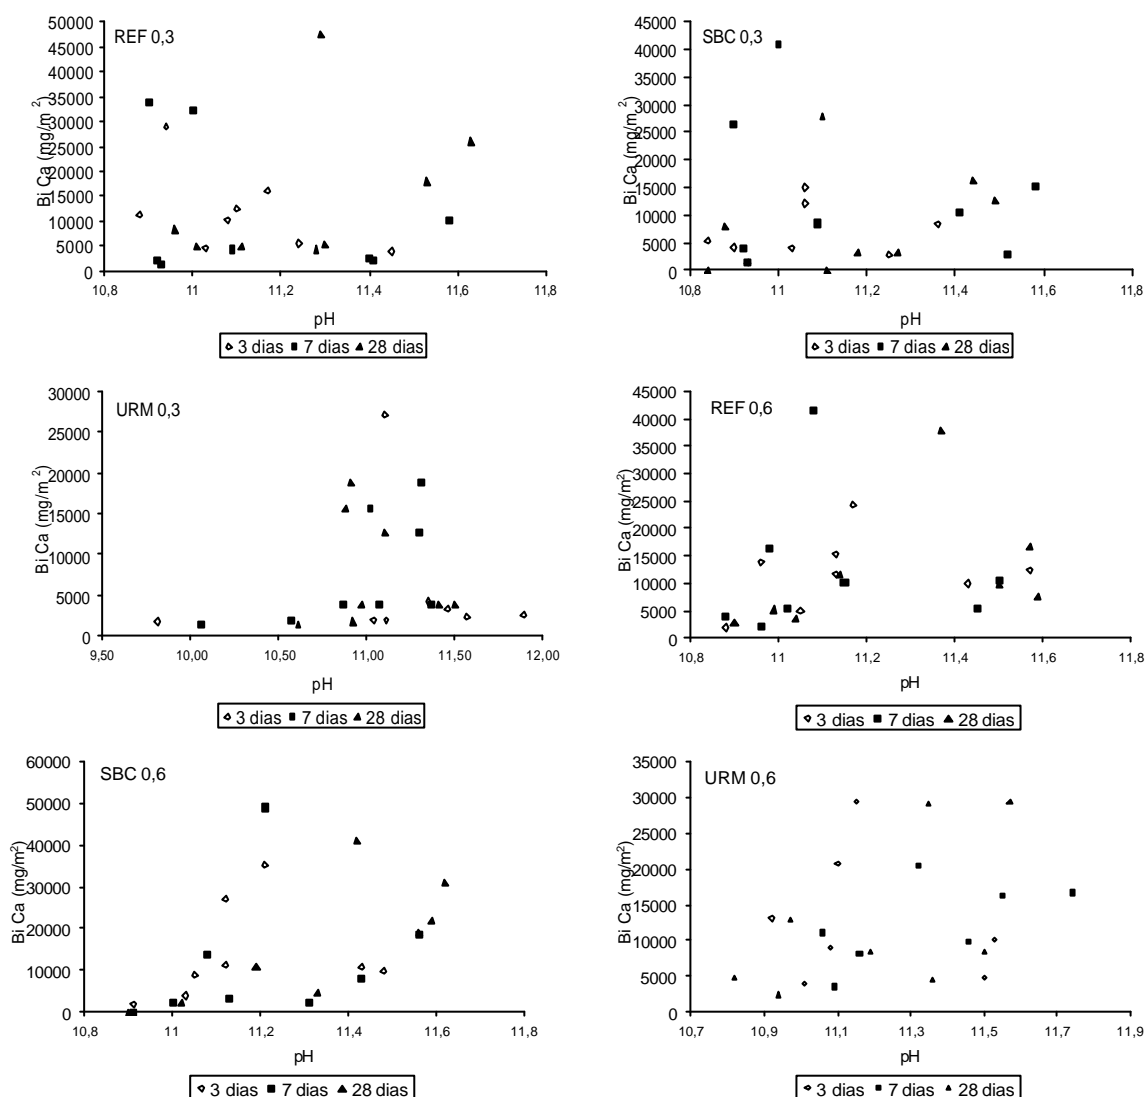 REF 0,3
50000
45000
40000
35000
30000
25000
20000
15000
10000
5000
0
Bi Ca (mg/m²)
10,8 11 11,2 11,4 11,6 11,8
pH
3 dias 7 dias 28 dias
SBC 0,3
45000
40000
35000
30000
25000
20000
15000
10000
5000
0
Bi Ca (mg/m²)
10,8 11 11,2 11,4 11,6 11,8
pH
3 dias 7 dias 28 dias
URM 0,3
30000
25000
20000
15000
10000
5000
0
Bi Ca (mg/m²)
9,50 10,00 10,50 11,00 11,50 12,00
pH
3 dias 7 dias 28 dias
REF 0,6
45000
40000
35000
30000
25000
20000
15000
10000
5000
0
Bi Ca (mg/m²)
10,8 11 11,2 11,4 11,6 11,8
pH
3 dias 7 dias 28 dias
SBC 0,6
60000
50000
40000
30000
20000
10000
0
Bi Ca (mg/m²)
10,8 11 11,2 11,4 11,6 11,8
pH
3 dias 7 dias 28 dias
URM 0,6
35000
30000
25000
20000
15000
10000
5000
0
Bi Ca (mg/m²)
10,7 10,9 11,1 11,3 11,5 11,7 11,9
pH
3 dias 7 dias 28 dias